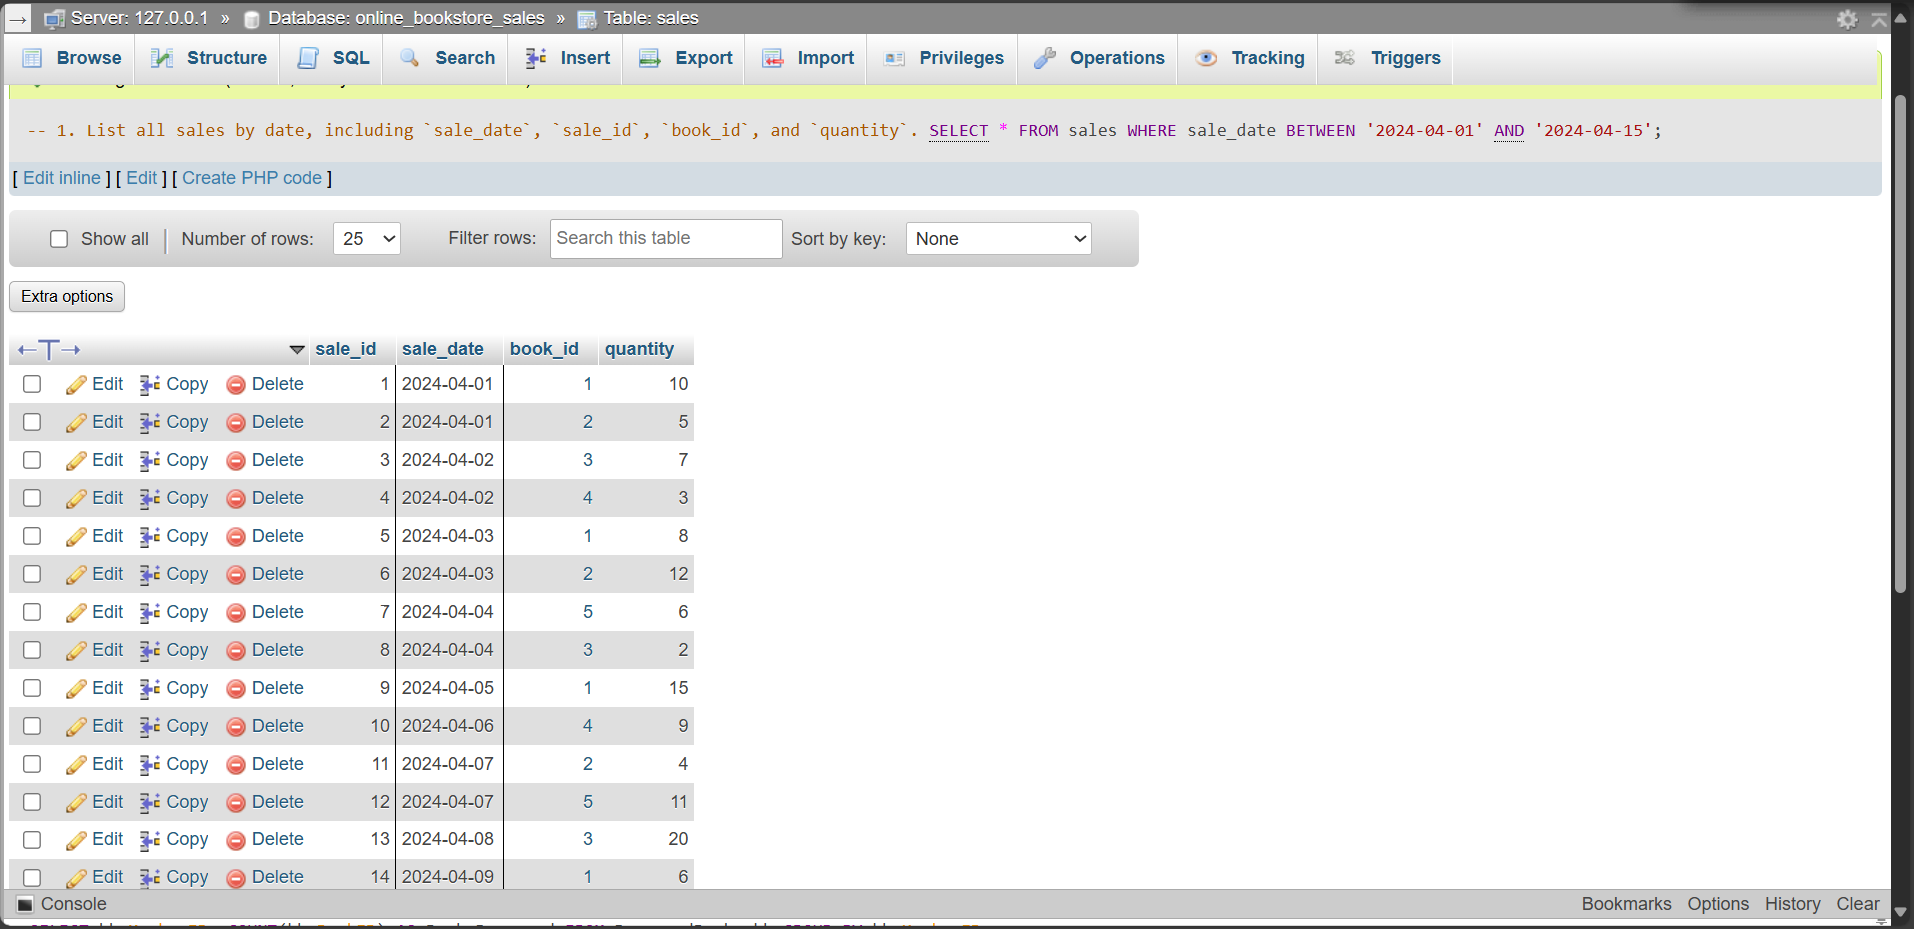 → Server: 127.0.0.1 » Database: online_bookstore_sales » Table: sales
Browse Structure SQL Search Insert Export Import Privileges Operations Tracking Triggers
-- 1. List all sales by date, including `sale_date`, `sale_id`, `book_id`, and `quantity`. SELECT * FROM sales WHERE sale_date BETWEEN '2024-04-01' AND '2024-04-15';
[ Edit inline ] [ Edit ] [ Create PHP code ]
Show all Number of rows: 25 Filter rows: Search this table Sort by key: None
Extra options
←T→ sale_id sale_date book_id quantity
Edit Copy Delete 1 2024-04-01 1 10
Edit Copy Delete 2 2024-04-01 2 5
Edit Copy Delete 3 2024-04-02 3 7
Edit Copy Delete 4 2024-04-02 4 3
Edit Copy Delete 5 2024-04-03 1 8
Edit Copy Delete 6 2024-04-03 2 12
Edit Copy Delete 7 2024-04-04 5 6
Edit Copy Delete 8 2024-04-04 3 2
Edit Copy Delete 9 2024-04-05 1 15
Edit Copy Delete 10 2024-04-06 4 9
Edit Copy Delete 11 2024-04-07 2 4
Edit Copy Delete 12 2024-04-07 5 11
Edit Copy Delete 13 2024-04-08 3 20
Edit Copy Delete 14 2024-04-09 1 6
Console Bookmarks Options History Clear